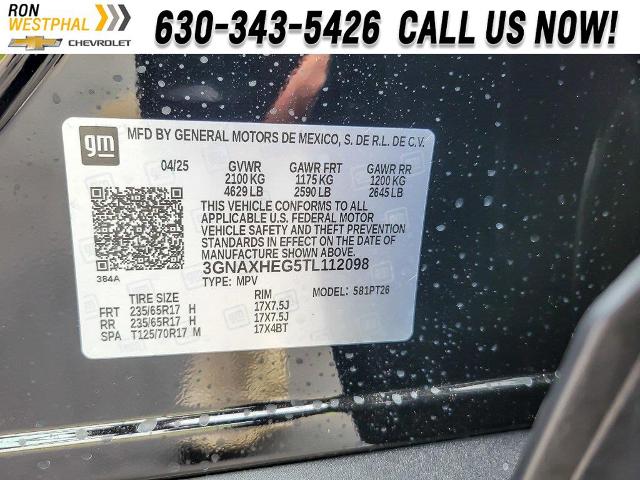 RON
WESTPHAL
CHEVROLET
630-343-5426 CALL US NOW!
gm
MFD BY GENERAL MOTORS DE MEXICO, S. DE R.L. DE C.V.
04/25 GVWR GAWR FRT GAWR RR
2100 KG 1175 KG 1200 KG
4629 LB 2590 LB 2645 LB
THIS VEHICLE CONFORMS TO ALL
APPLICABLE U.S. FEDERAL MOTOR
VEHICLE SAFETY AND THEFT PREVENTION
STANDARDS IN EFFECT ON THE DATE OF
MANUFACTURE SHOWN ABOVE.
3GNAXHEG5TL112098
384A
TYPE: MPV MODEL: 581PT26
TIRE SIZE RIM
FRT 235/65R17 H 17X7.5J
RR 235/65R17 H 17X7.5J
SPA T125/70R17 M 17X4BT